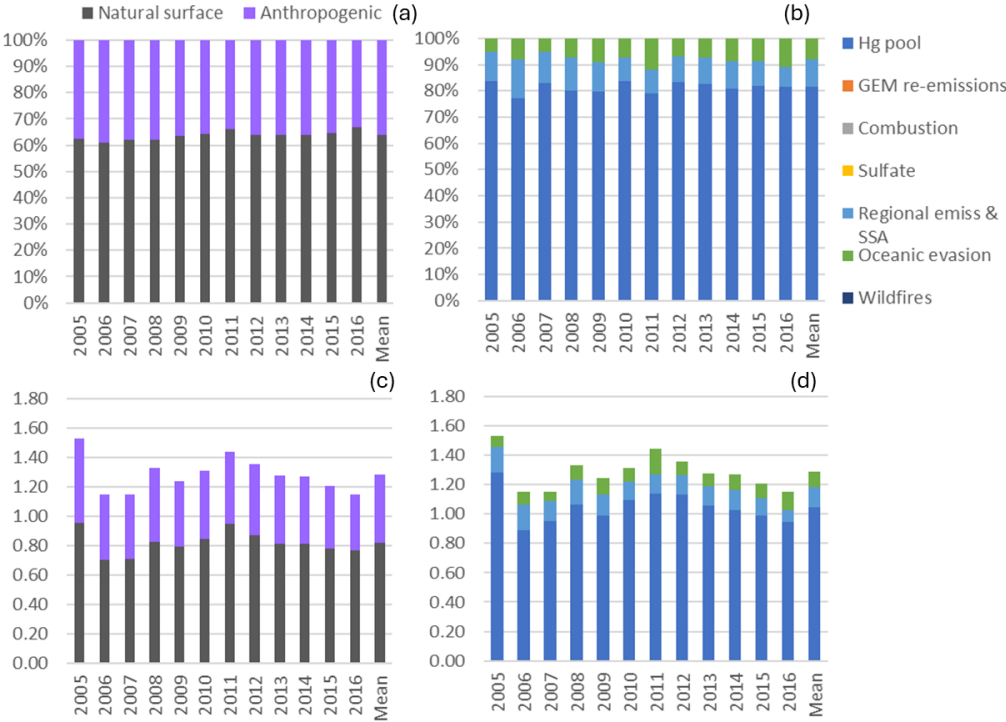 Natural surface Anthropogenic (a)
100%
90%
80%
70%
60%
50%
40%
30%
20%
10%
0%
2005 2006 2007 2008 2009 2010 2011 2012 2013 2014 2015 2016 Mean
(b)
100%
90%
80%
70%
60%
50%
40%
30%
20%
10%
0%
2005 2006 2007 2008 2009 2010 2011 2012 2013 2014 2015 2016 Mean
Hg pool
GEM re-emissions
Combustion
Sulfate
Regional emiss &
SSA
Oceanic evasion
Wildfires
(c)
1.80
1.60
1.40
1.20
1.00
0.80
0.60
0.40
0.20
0.00
2005 2006 2007 2008 2009 2010 2011 2012 2013 2014 2015 2016 Mean
(d)
1.80
1.60
1.40
1.20
1.00
0.80
0.60
0.40
0.20
0.00
2005 2006 2007 2008 2009 2010 2011 2012 2013 2014 2015 2016 Mean